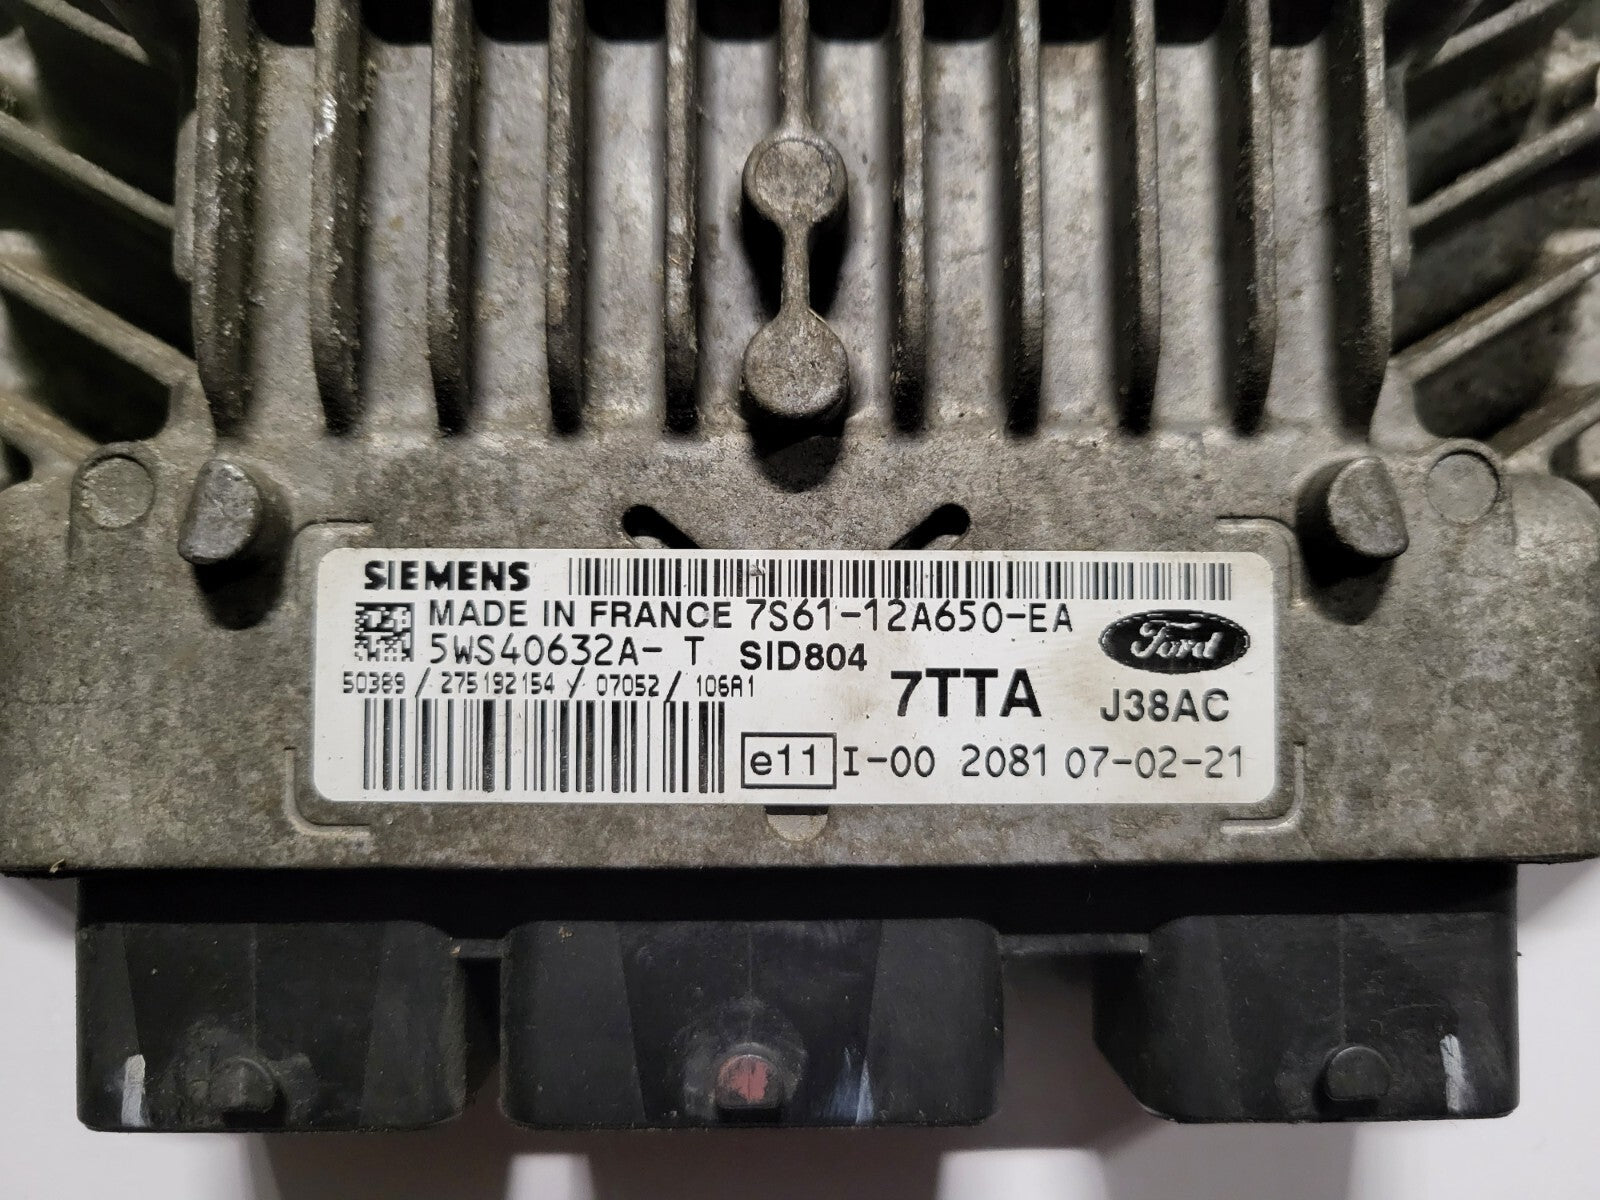 SIEMENS
MADE IN FRANCE 7S61-12A650-EA
Ford
5WS40632A- T SID804
50389 / 275192154 / 07052 / 106A1
7TTA
J38AC
e11 I-00 2081 07-02-21